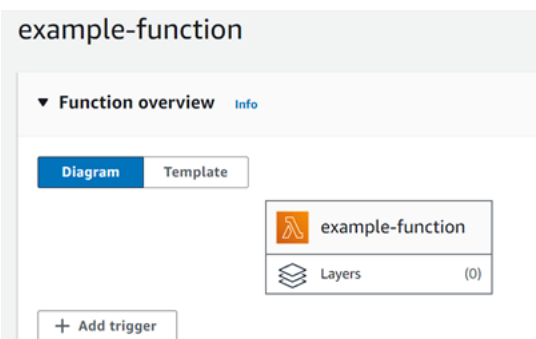 example-function
Function overview Info
Diagram Template
example-function
Layers (0)
+ Add trigger